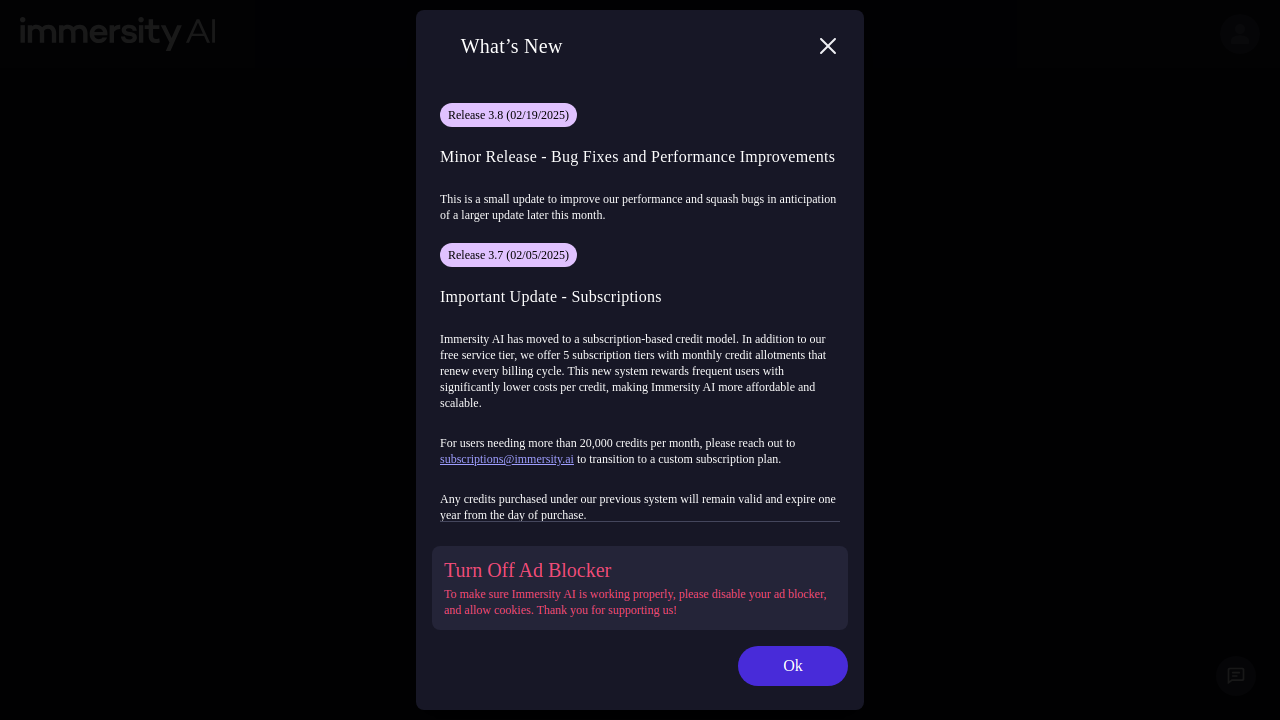 immersity AI
What’s New
Release 3.8 (02/19/2025)
Minor Release - Bug Fixes and Performance Improvements
This is a small update to improve our performance and squash bugs in anticipation
of a larger update later this month.
Release 3.7 (02/05/2025)
Important Update - Subscriptions
Immersity AI has moved to a subscription-based credit model. In addition to our
free service tier, we offer 5 subscription tiers with monthly credit allotments that
renew every billing cycle. This new system rewards frequent users with
significantly lower costs per credit, making Immersity AI more affordable and
scalable.
For users needing more than 20,000 credits per month, please reach out to
subscriptions@immersity.ai to transition to a custom subscription plan.
Any credits purchased under our previous system will remain valid and expire one
year from the day of purchase.
Turn Off Ad Blocker
To make sure Immersity AI is working properly, please disable your ad blocker,
and allow cookies. Thank you for supporting us!
Ok